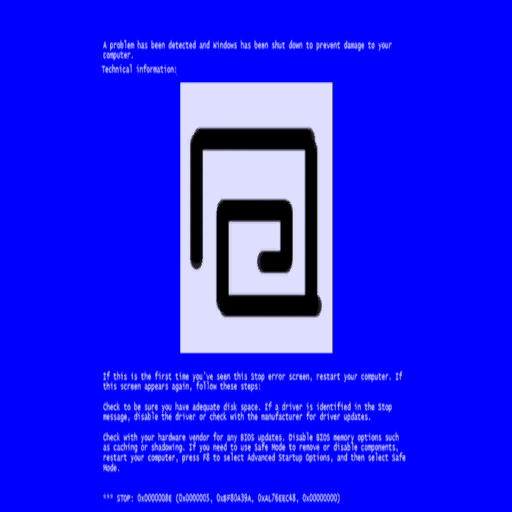 A problem has been detected and Windows has been shut down to prevent damage to your
computer.
Technical information:
If this is the first time you've seen this Stop error screen, restart your computer. If
this screen appears again, follow these steps:
Check to be sure you have adequate disk space. If a driver is identified in the Stop
message, disable the driver or check with the manufacturer for driver updates.
Check with your hardware vendor for any BIOS updates. Disable BIOS memory options, such
as caching or shadowing. If you need to use Safe Mode to remove or disable components,
restart your computer, press F8 to select Advanced Startup Options, and then select Safe
Mode.
*** STOP: 0x0000008E (0x0000005, 0xBF80A39A, 0xAL76EEC48, 0x00000000)